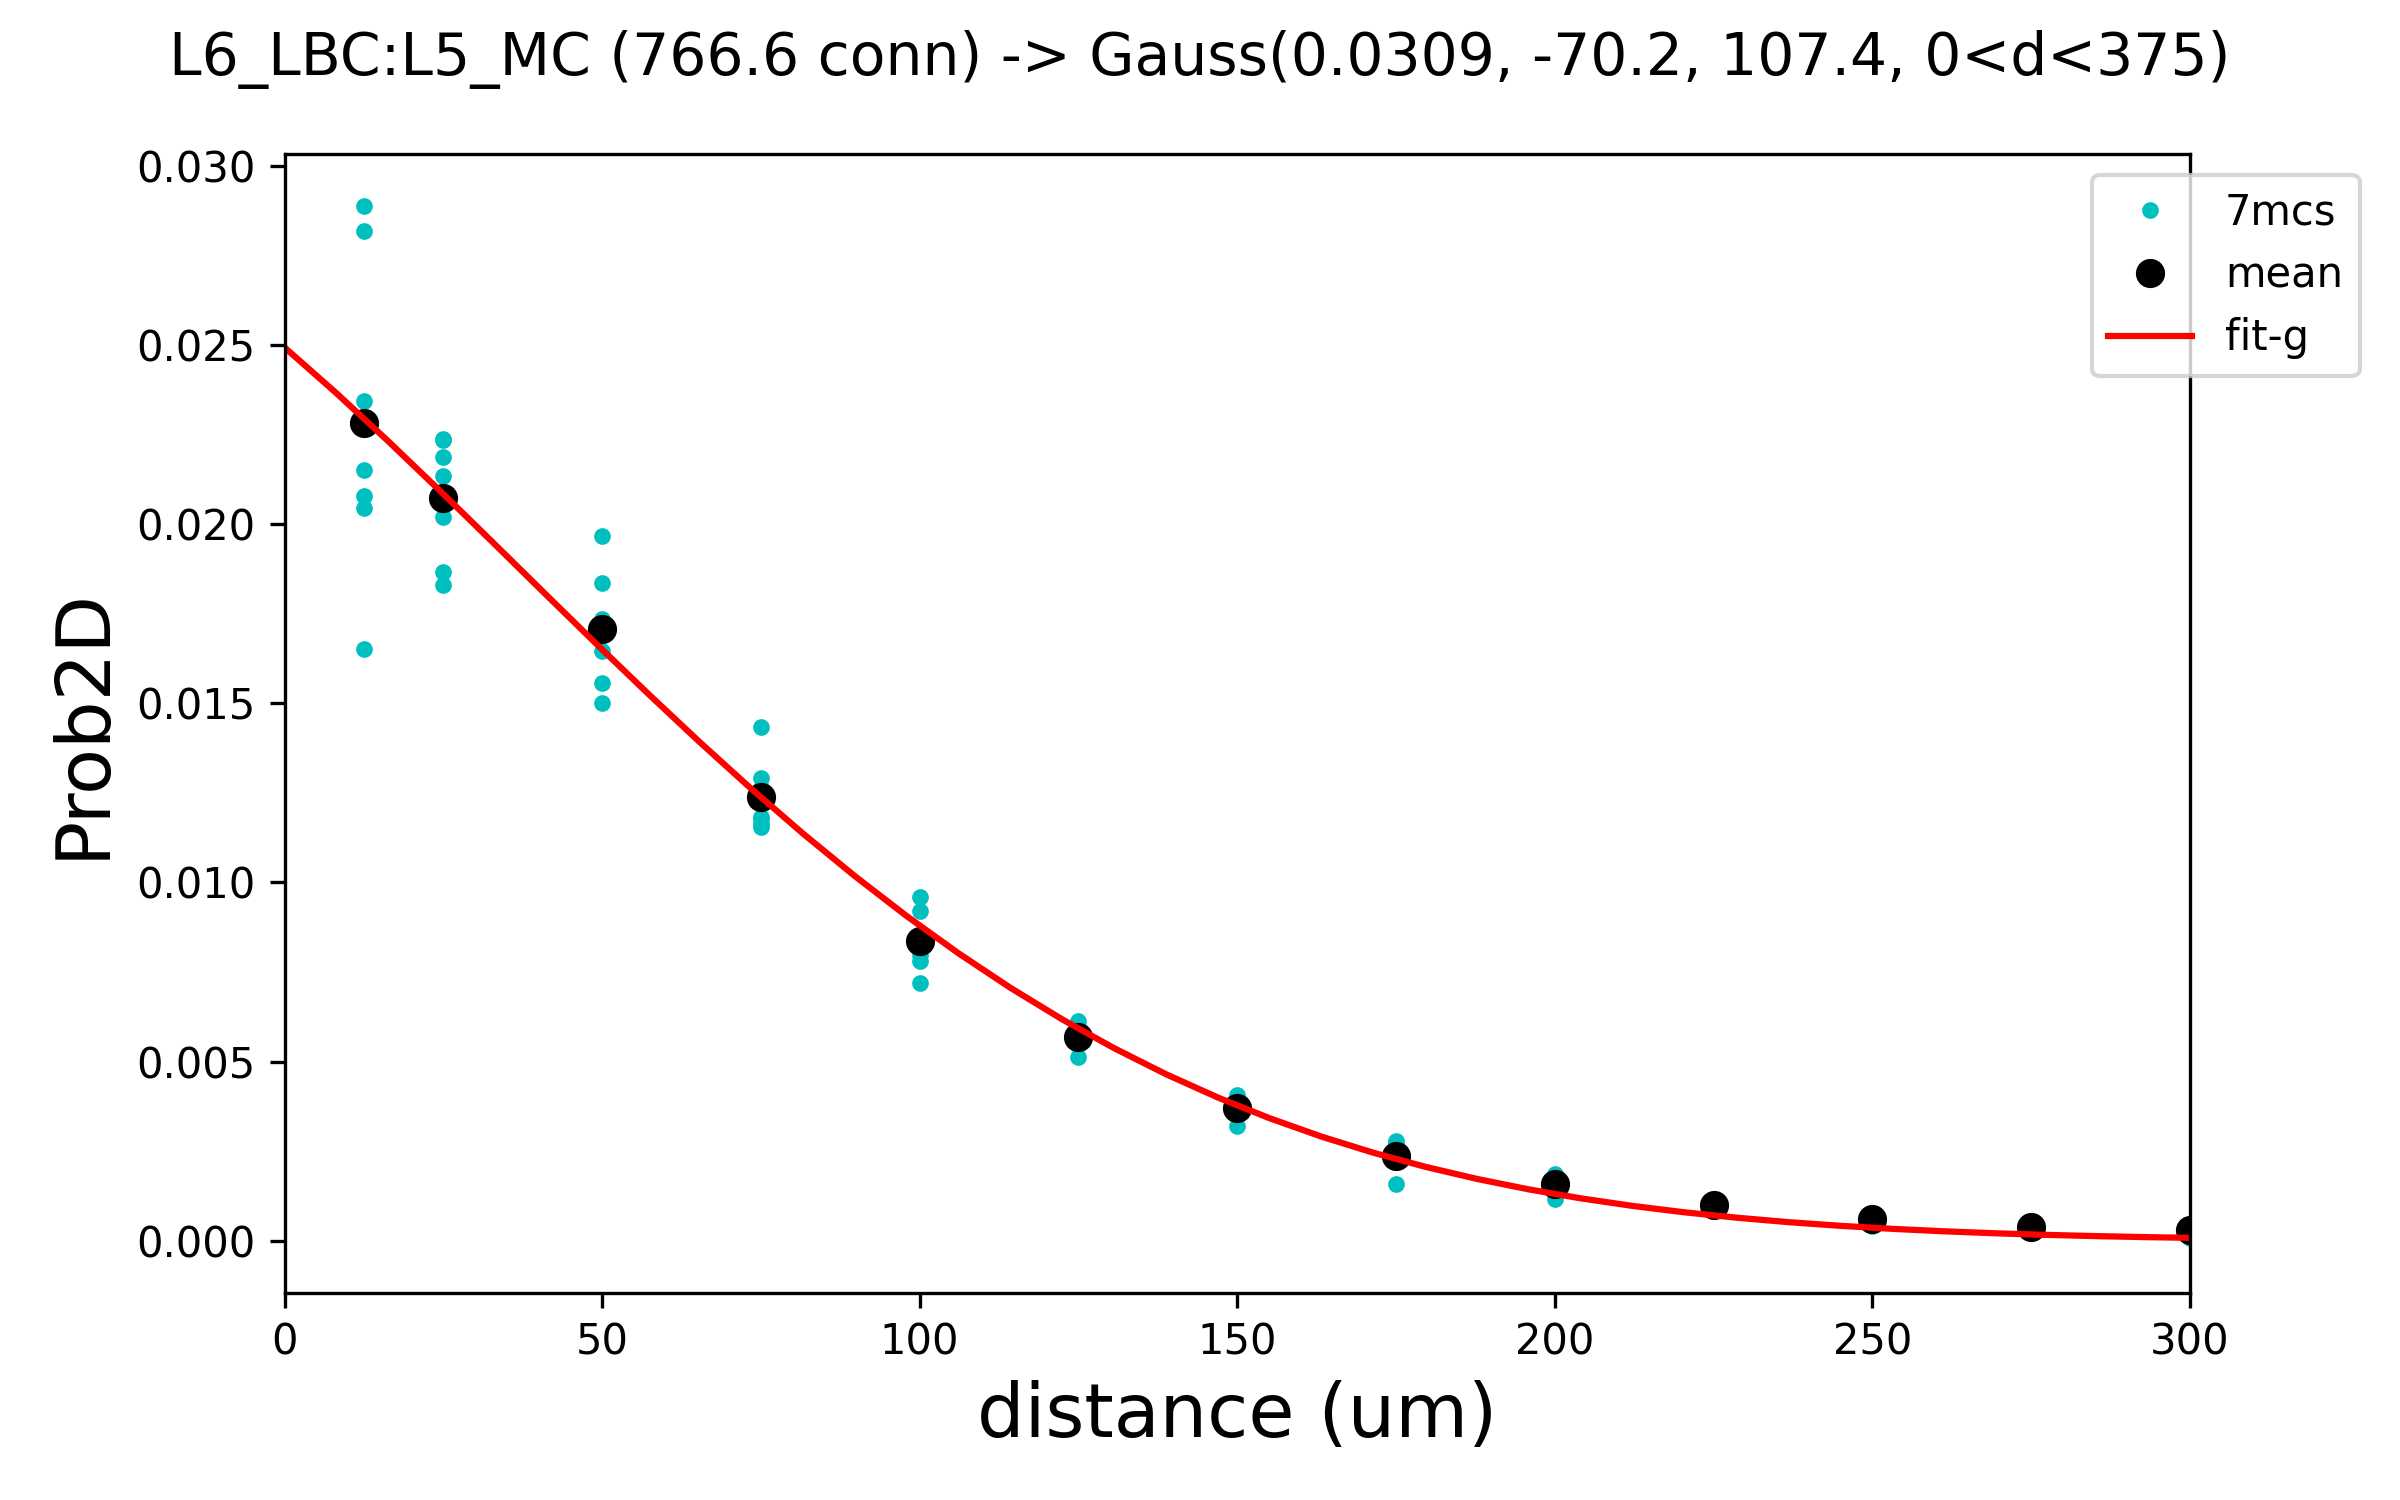 L6_LBC:L5_MC (766.6 conn) -> Gauss(0.0309, -70.2, 107.4, 0<d<375)
7mcs
mean
fit-g
Prob2D
0.030
0.025
0.020
0.015
0.010
0.005
0.000
0 50 100 150 200 250 300
distance (um)